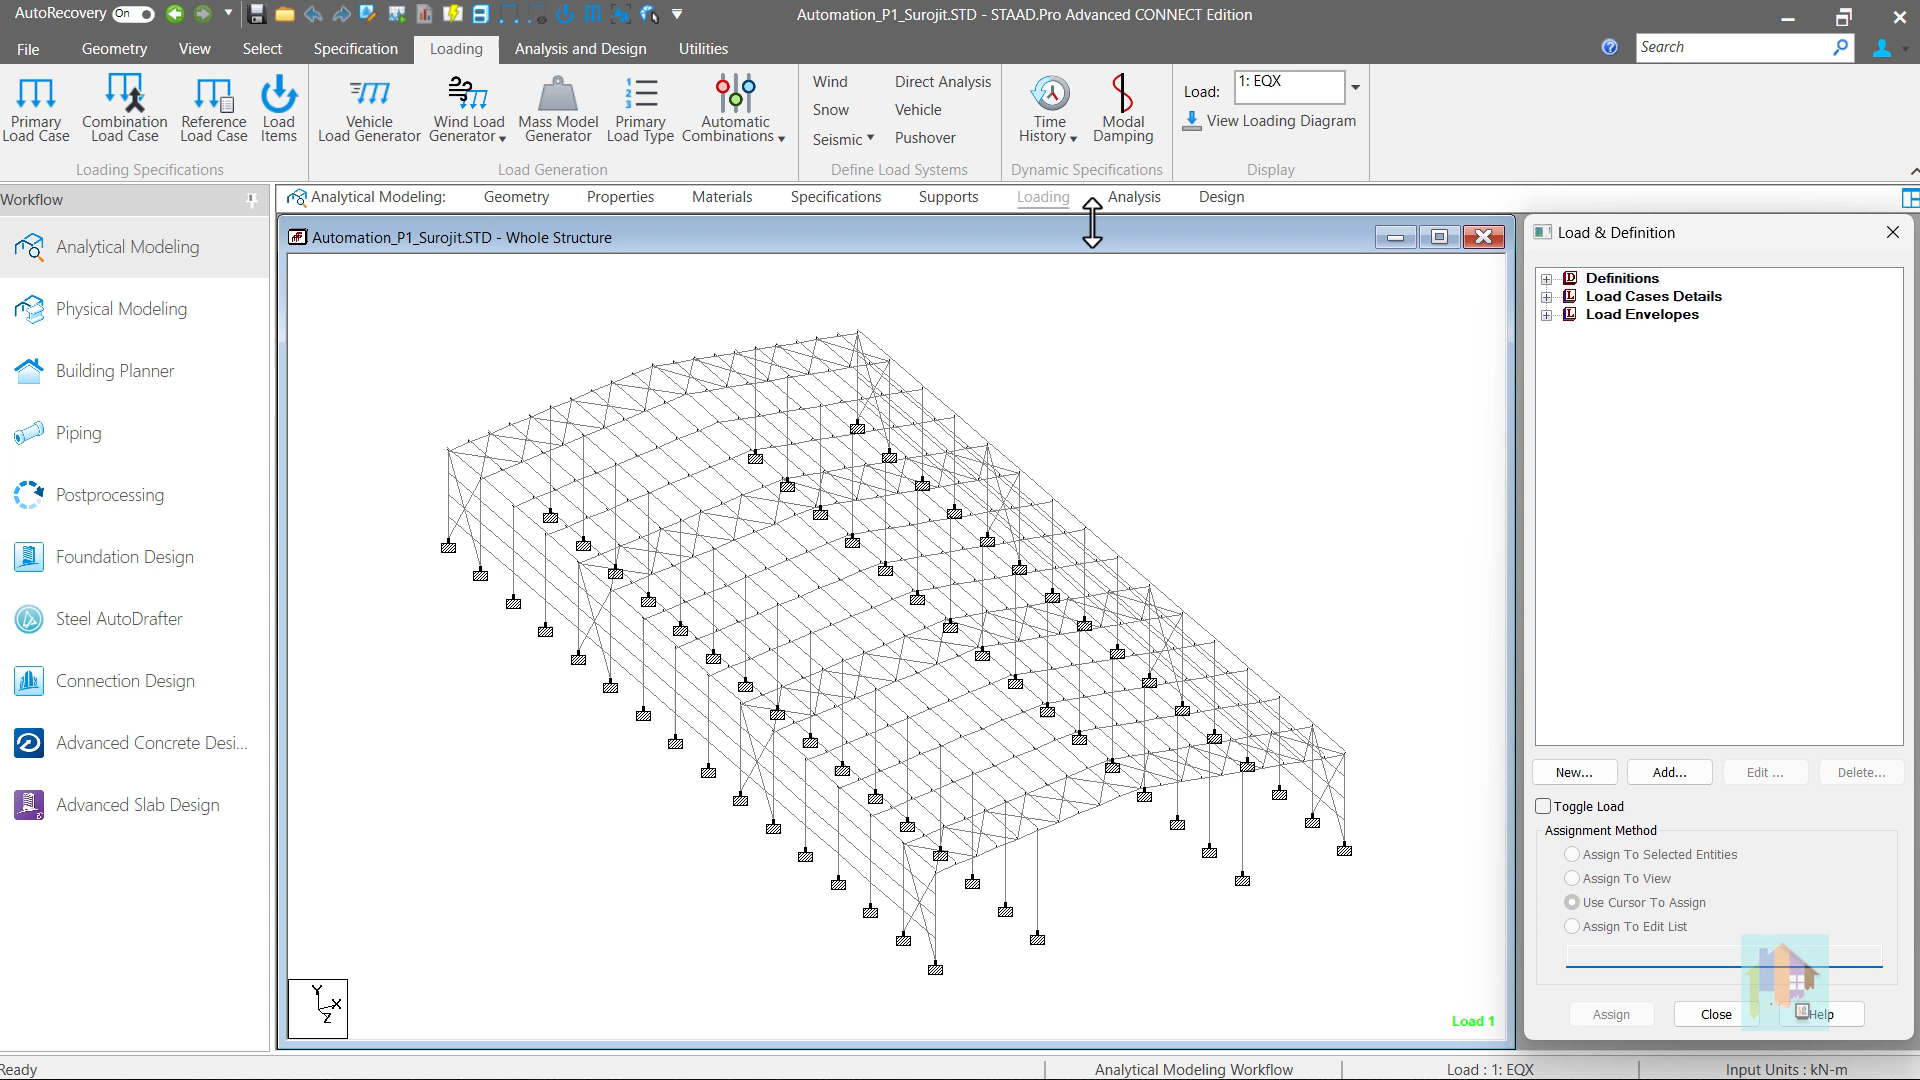 AutoRecovery On
Automation_P1_Surojit.STD - STAAD.Pro Advanced CONNECT Edition
File Geometry View Select Specification Loading Analysis and Design Utilities
Search
Primary Load Case
Combination Load Case
Reference Load Case
Load Items
Loading Specifications
Vehicle Load Generator
Wind Load Generator
Mass Model Generator
Primary Load Type
Automatic Combinations
Load Generation
Wind
Snow
Seismic
Direct Analysis
Vehicle
Pushover
Define Load Systems
Time History
Modal Damping
Dynamic Specifications
Load: 1: EQX
View Loading Diagram
Display
Workflow
Analytical Modeling: Geometry Properties Materials Specifications Supports Loading Analysis Design
Analytical Modeling
Physical Modeling
Building Planner
Piping
Postprocessing
Foundation Design
Steel AutoDrafter
Connection Design
Advanced Concrete Desi...
Advanced Slab Design
Automation_P1_Surojit.STD - Whole Structure
Y
X
Z
Load 1
Load & Definition
D Definitions
L Load Cases Details
L Load Envelopes
New... Add... Edit ... Delete...
Toggle Load
Assignment Method
Assign To Selected Entities
Assign To View
Use Cursor To Assign
Assign To Edit List
Assign Close Help
Ready
Analytical Modeling Workflow
Load : 1: EQX
Input Units : kN-m